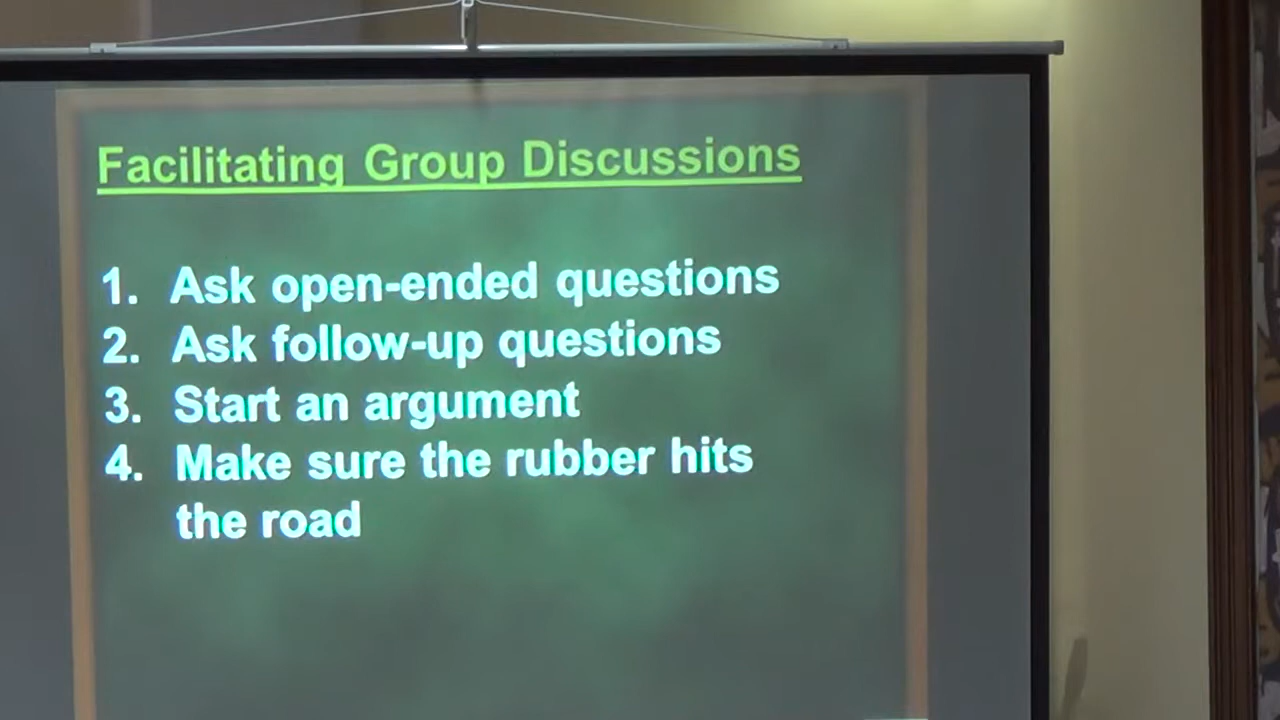 Facilitating Group Discussions
1. Ask open-ended questions
2. Ask follow-up questions
3. Start an argument
4. Make sure the rubber hits
the road